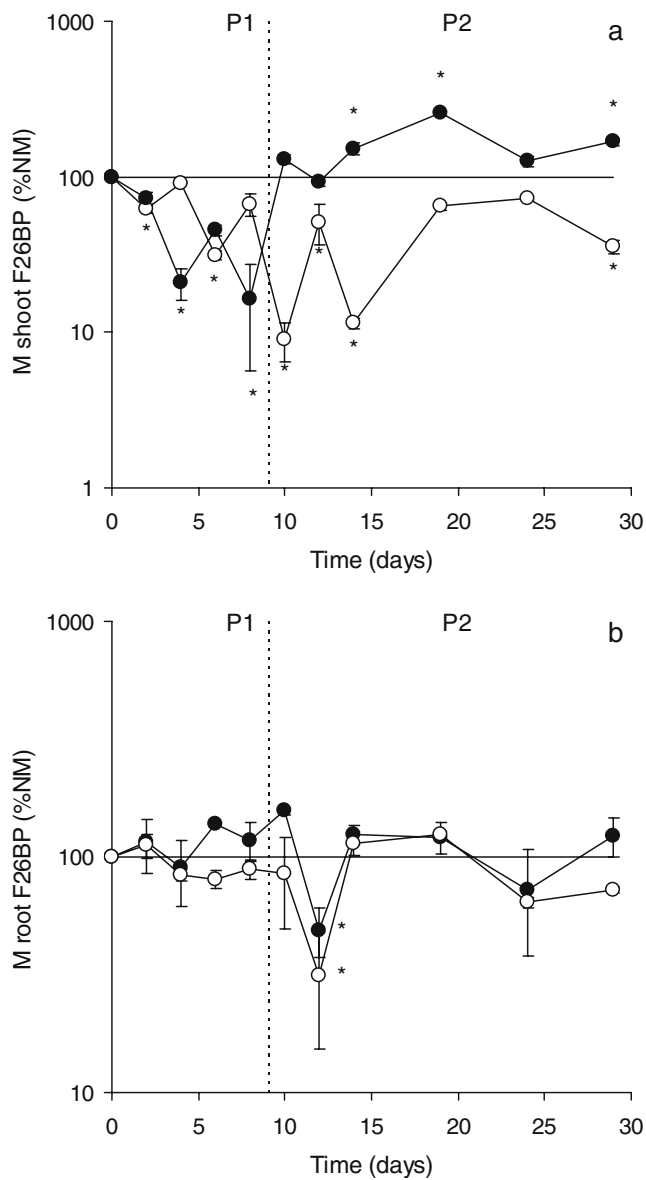 P1 P2 a
1000
100
10
1
M shoot F26BP (%NM)
* * * * * * * * * * *
0 5 10 15 20 25 30
Time (days)
P1 P2 b
1000
100
10
M root F26BP (%NM)
* *
0 5 10 15 20 25 30
Time (days)